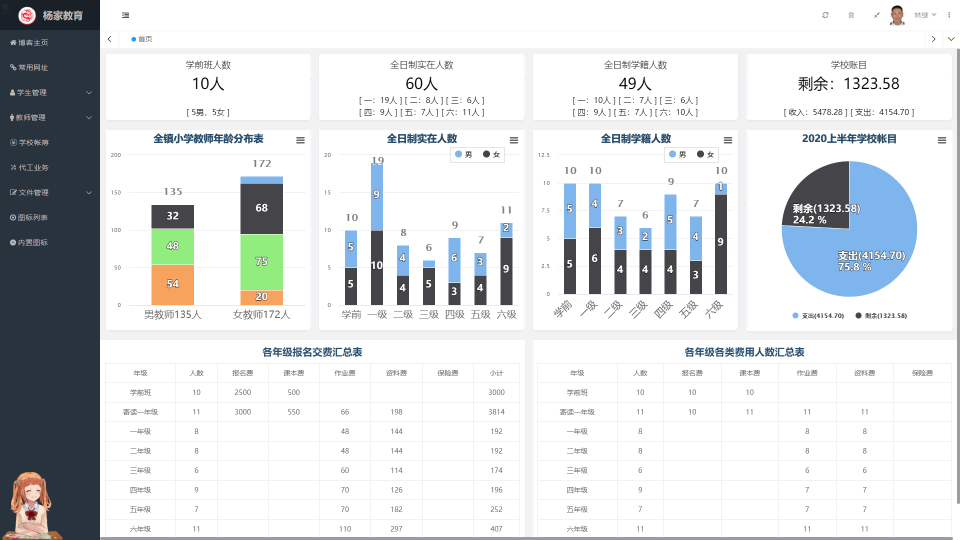 杨家教育
博客主页
常用网址
学生管理
教师管理
学校帐簿
代工业务
文件管理
图标列表
内置图标
首页
学前班人数
10人
[ 5男，5女 ]
全日制实在人数
60人
[ 一：19人 ] [ 二：8人 ] [ 三：6人 ]
[ 四：9人 ] [ 五：7人 ] [ 六：11人 ]
全日制学籍人数
49人
[ 一：10人 ] [ 二：7人 ] [ 三：6人 ]
[ 四：9人 ] [ 五：7人 ] [ 六：10人 ]
学校账目
剩余：1323.58
[ 收入：5478.28 ] [ 支出：4154.70 ]
全镇小学教师年龄分布表
200
150
100
50
0
135
32
48
54
172
68
75
20
男教师135人
女教师172人
全日制实在人数
男 女
20
15
10
5
0
10 19 8 6 9 7 11
5 9 4 6 3 2
5 10 4 5 3 4 9
学前 一级 二级 三级 四级 五级 六级
全日制学籍人数
男 女
12.5
10
7.5
5
2.5
0
10 10 7 6 9 7 10
5 4 3 2 5 4 1
5 6 4 4 4 3 9
学前 一级 二级 三级 四级 五级 六级
2020上半年学校帐目
剩余(1323.58)
24.2 %
支出(4154.70)
75.8 %
支出(4154.70) 剩余(1323.58)
各年级报名交费汇总表
年级 人数 报名费 课本费 作业费 资料费 保险费 小计
学前班 10 2500 500 3000
寄读一年级 11 3000 550 66 198 3814
一年级 8 48 144 192
二年级 8 48 144 192
三年级 6 60 114 174
四年级 9 70 126 196
五年级 7 70 182 252
六年级 11 110 297 407
各年级各类费用人数汇总表
年级 人数 报名费 课本费 作业费 资料费 保险费
学前班 10 10 10
寄读一年级 11 10 11 11 11
一年级 8 8 8
二年级 8 8 8
三年级 6 6 6
四年级 9 7 7
五年级 7 7 7
六年级 11 11 11